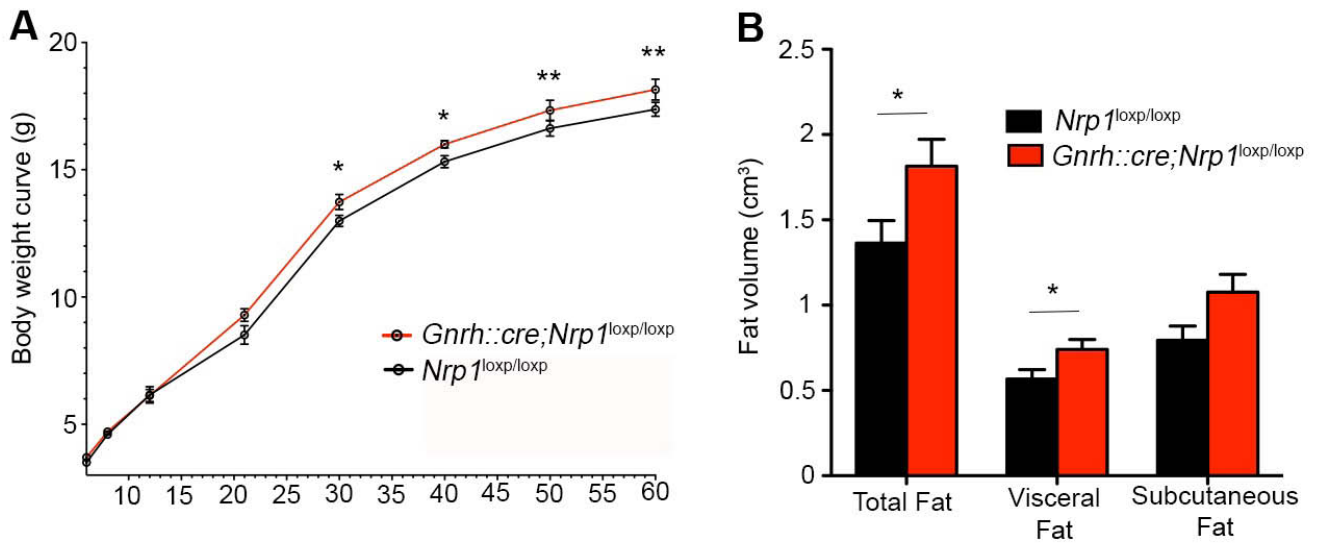 A
Body weight curve (g)
20
15
10
5
*
*
**
**
Gnrh::cre;Nrp1loxp/loxp
Nrp1loxp/loxp
10 15 20 25 30 35 40 45 50 55 60
B
Fat volume (cm³)
2.5
2
1.5
1
0.5
0
*
*
Nrp1loxp/loxp
Gnrh::cre;Nrp1loxp/loxp
Total Fat
Visceral
Fat
Subcutaneous
Fat